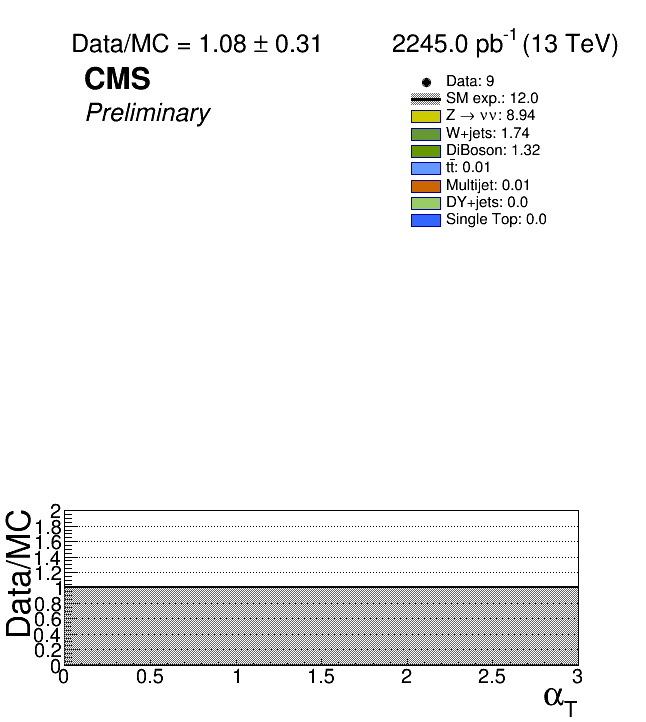 Data/MC = 1.08 ± 0.31
2245.0 pb⁻¹ (13 TeV)
CMS
Preliminary
Data: 9
SM exp.: 12.0
Z → νν: 8.94
W+jets: 1.74
DiBoson: 1.32
tt̄: 0.01
Multijet: 0.01
DY+jets: 0.0
Single Top: 0.0
Data/MC
2
1.8
1.6
1.4
1.2
1
0.8
0.6
0.4
0.2
0
0 0.5 1 1.5 2 2.5 3
α_T